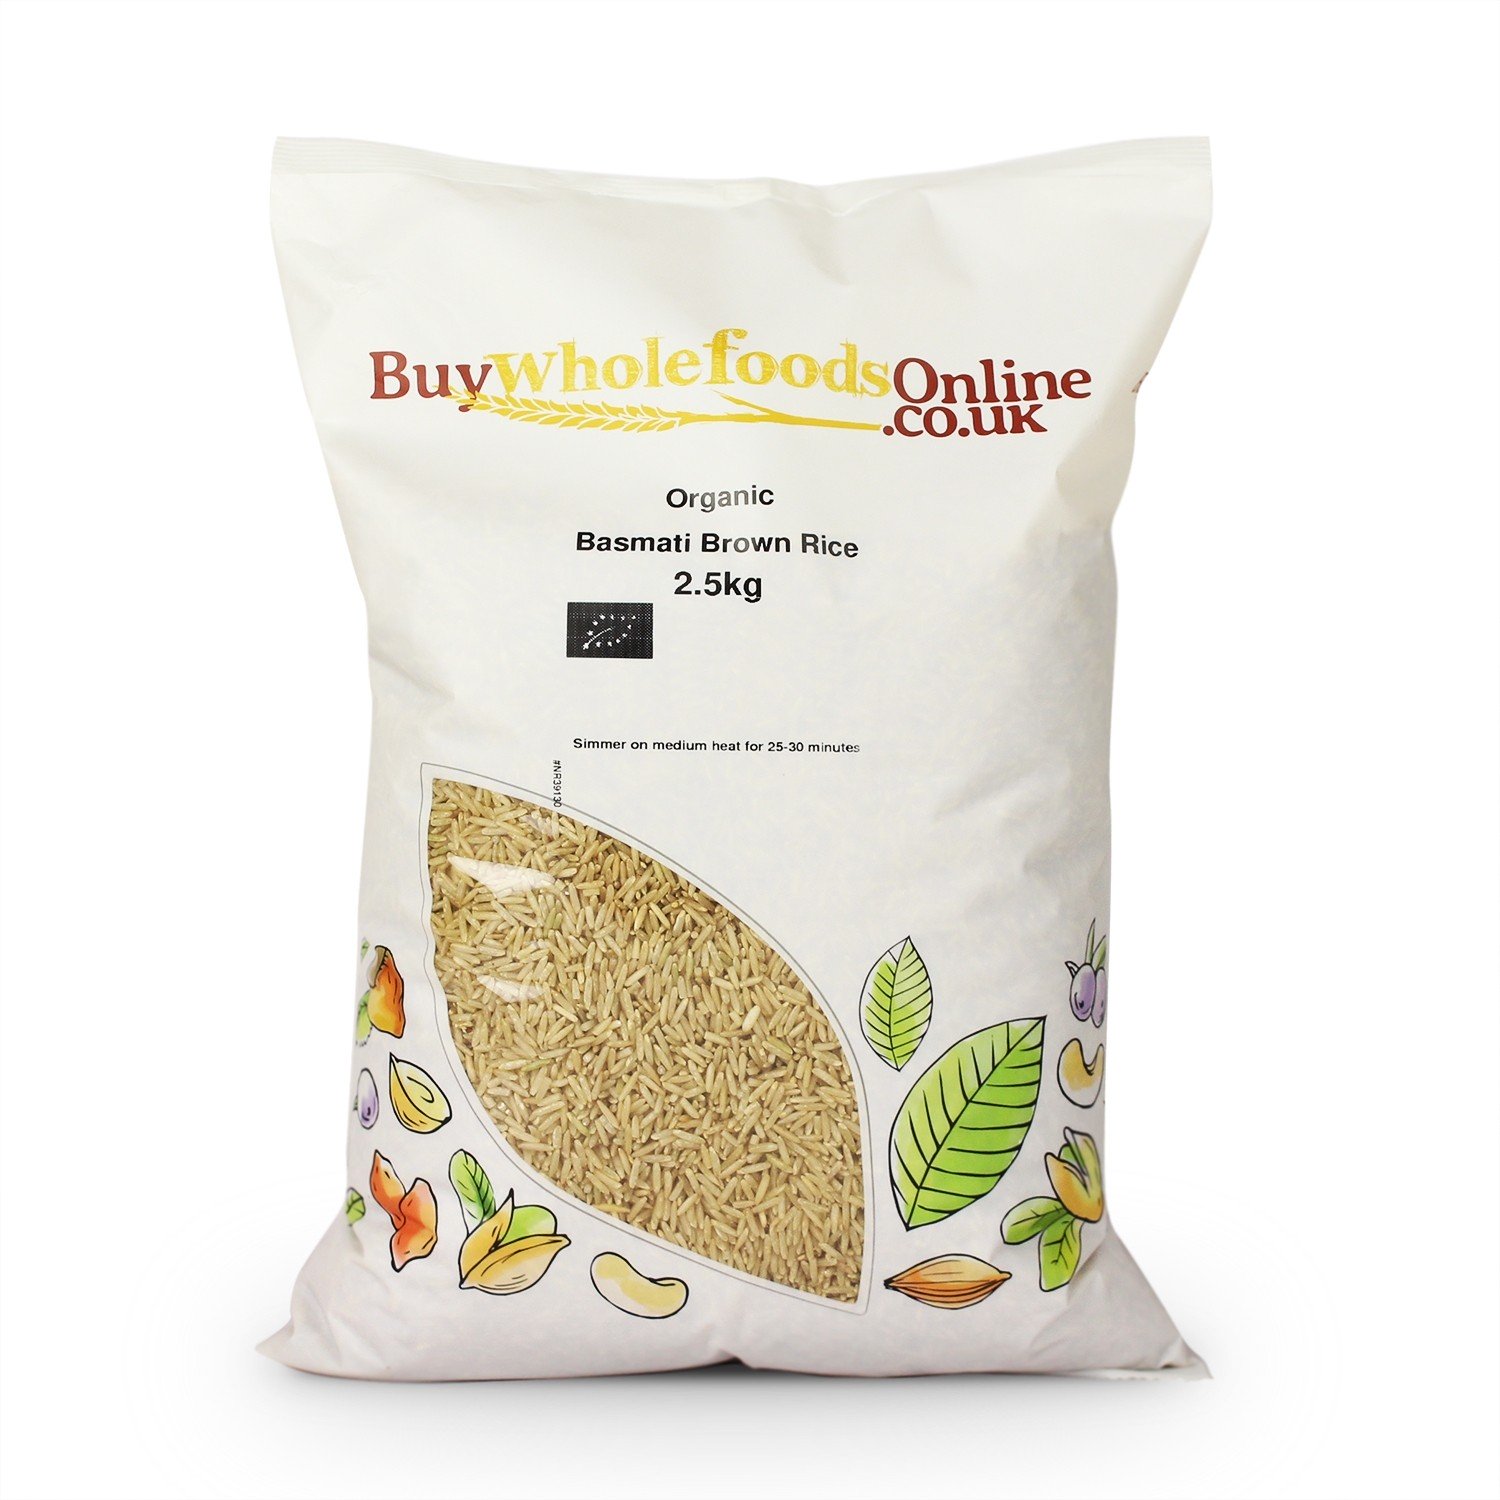 BuyWholefoodsOnline
.co.uk
Organic
Basmati Brown Rice
2.5kg
Simmer on medium heat for 25-30 minutes
#NR39130